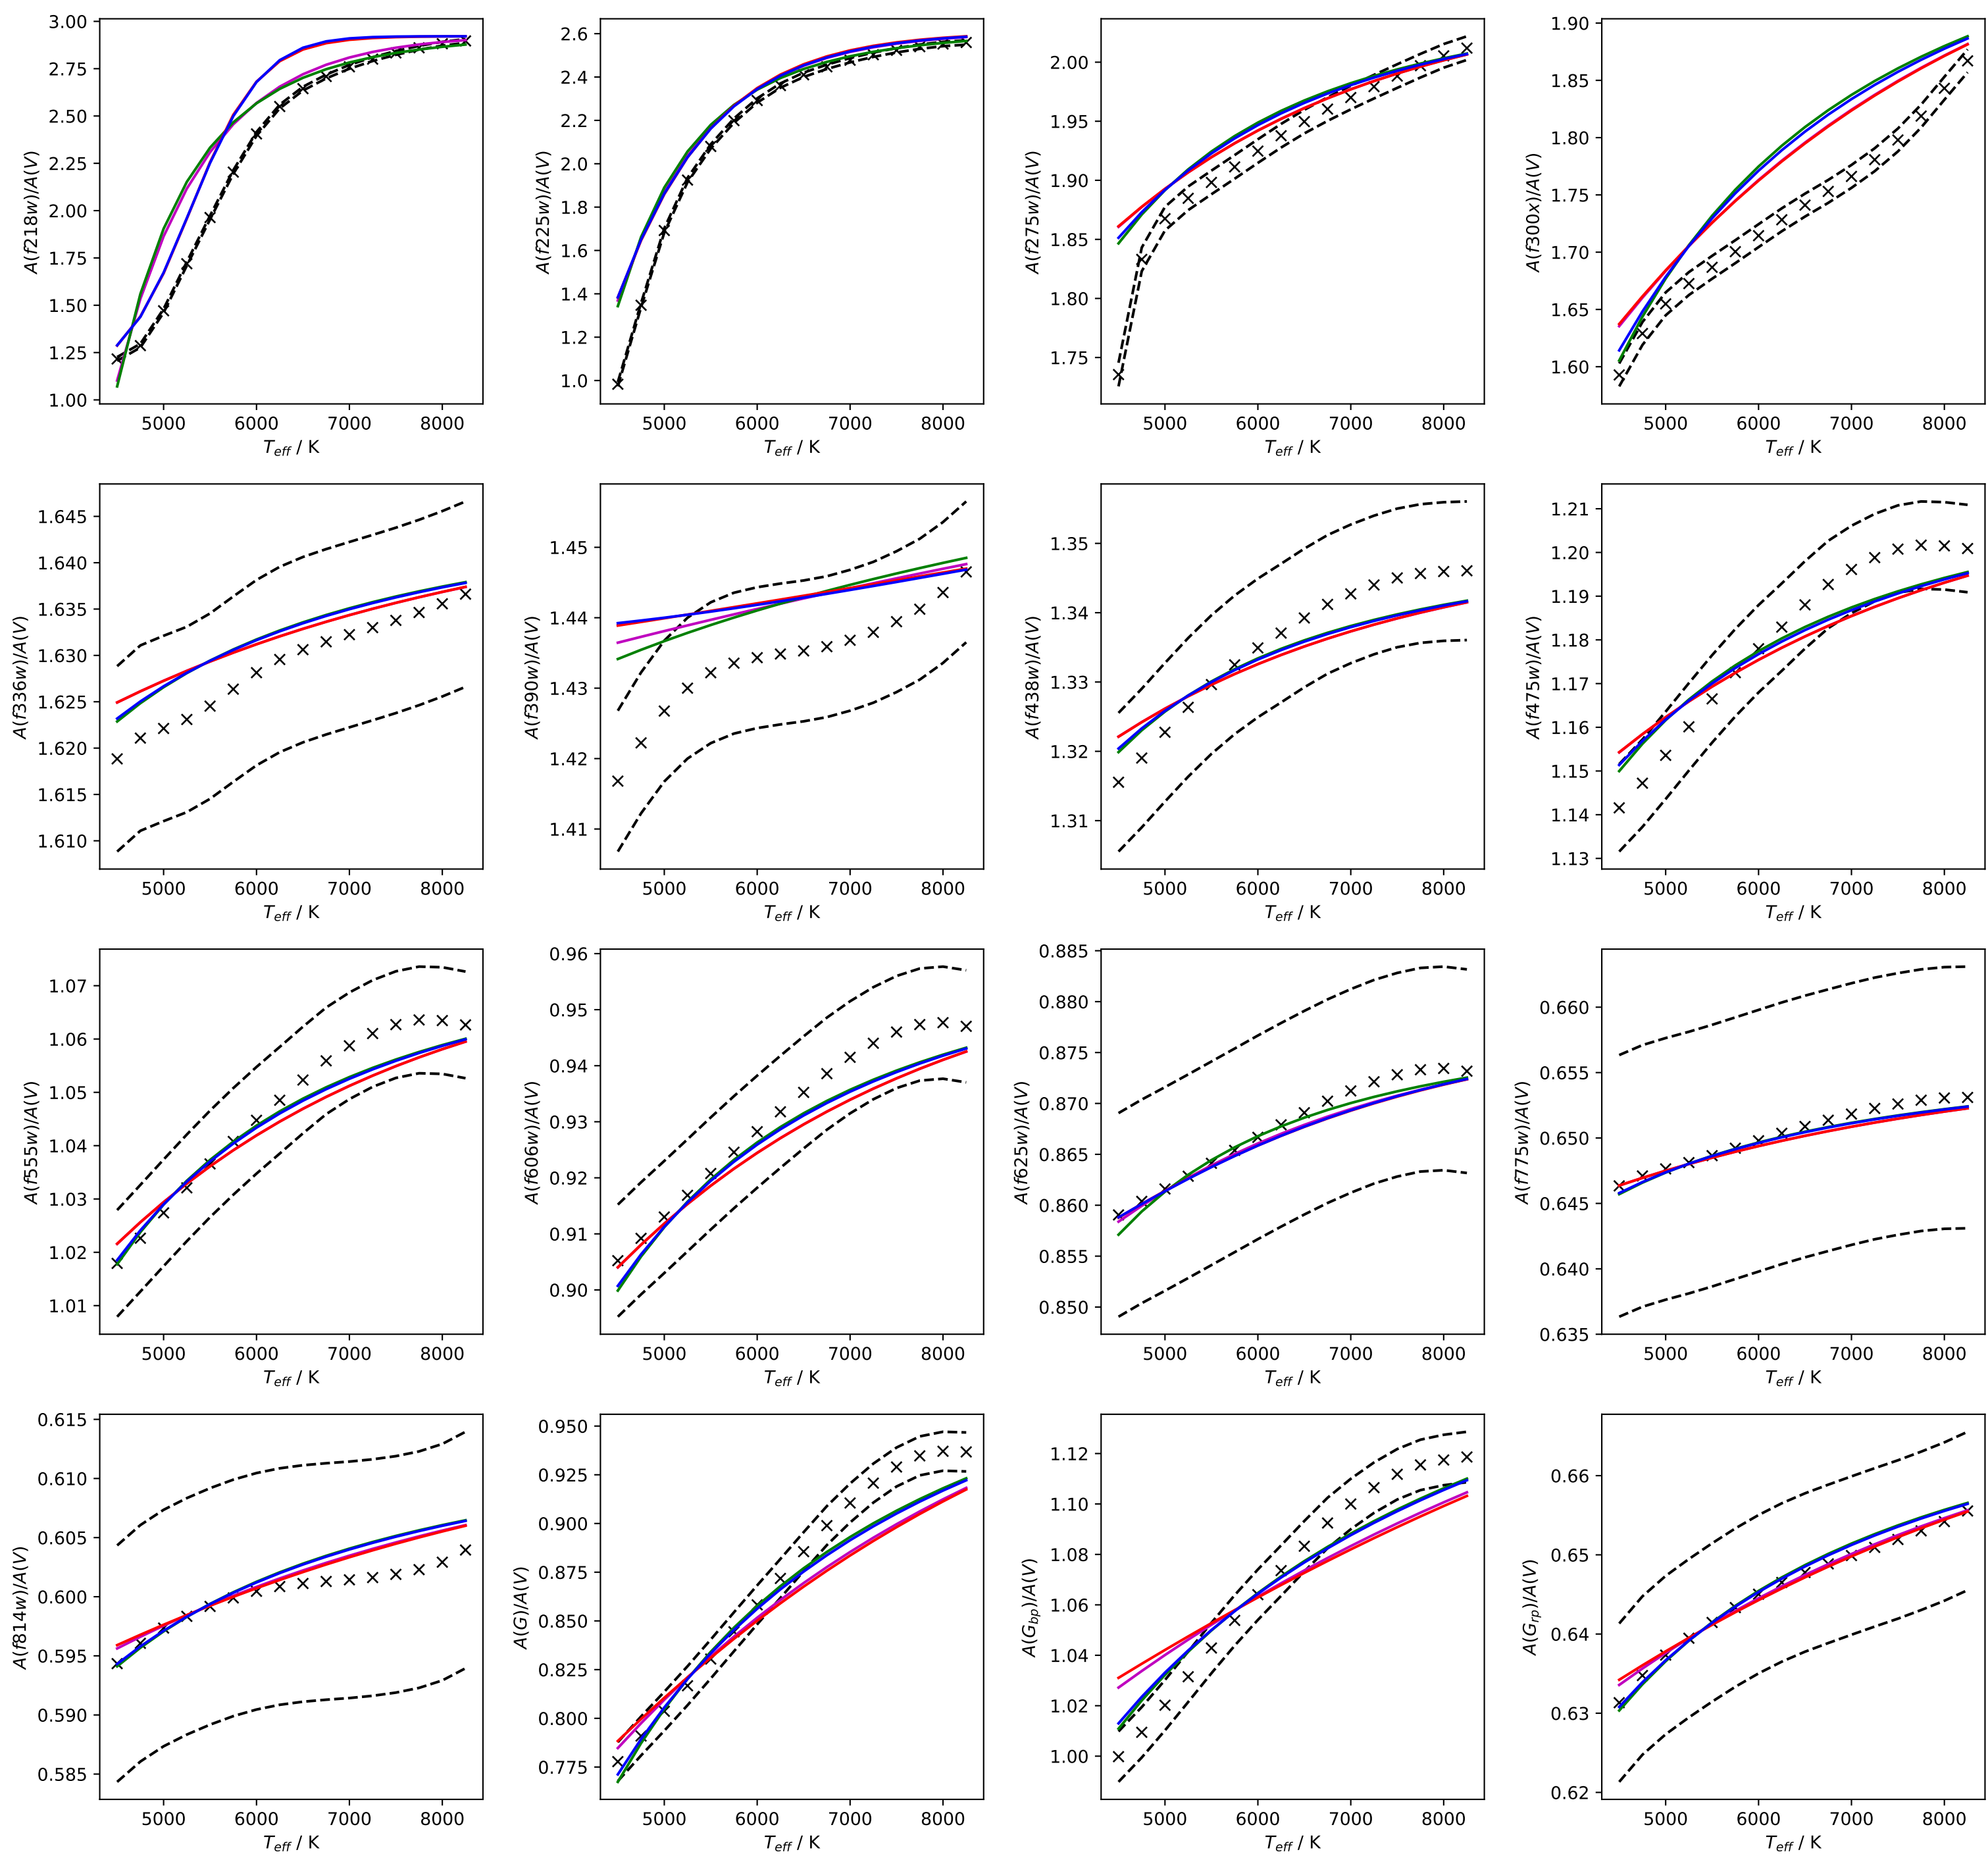 A(f218w)/A(V)
3.00
2.75
2.50
2.25
2.00
1.75
1.50
1.25
1.00
5000 6000 7000 8000
T_eff / K
A(f225w)/A(V)
2.6
2.4
2.2
2.0
1.8
1.6
1.4
1.2
1.0
5000 6000 7000 8000
T_eff / K
A(f275w)/A(V)
2.00
1.95
1.90
1.85
1.80
1.75
5000 6000 7000 8000
T_eff / K
A(f300x)/A(V)
1.90
1.85
1.80
1.75
1.70
1.65
1.60
5000 6000 7000 8000
T_eff / K
A(f336w)/A(V)
1.645
1.640
1.635
1.630
1.625
1.620
1.615
1.610
5000 6000 7000 8000
T_eff / K
A(f390w)/A(V)
1.45
1.44
1.43
1.42
1.41
5000 6000 7000 8000
T_eff / K
A(f438w)/A(V)
1.35
1.34
1.33
1.32
1.31
5000 6000 7000 8000
T_eff / K
A(f475w)/A(V)
1.21
1.20
1.19
1.18
1.17
1.16
1.15
1.14
1.13
5000 6000 7000 8000
T_eff / K
A(f555w)/A(V)
1.07
1.06
1.05
1.04
1.03
1.02
1.01
5000 6000 7000 8000
T_eff / K
A(f606w)/A(V)
0.96
0.95
0.94
0.93
0.92
0.91
0.90
5000 6000 7000 8000
T_eff / K
A(f625w)/A(V)
0.885
0.880
0.875
0.870
0.865
0.860
0.855
0.850
5000 6000 7000 8000
T_eff / K
A(f775w)/A(V)
0.660
0.655
0.650
0.645
0.640
0.635
5000 6000 7000 8000
T_eff / K
A(f814w)/A(V)
0.615
0.610
0.605
0.600
0.595
0.590
0.585
5000 6000 7000 8000
T_eff / K
A(G)/A(V)
0.950
0.925
0.900
0.875
0.850
0.825
0.800
0.775
5000 6000 7000 8000
T_eff / K
A(G_bp)/A(V)
1.12
1.10
1.08
1.06
1.04
1.02
1.00
5000 6000 7000 8000
T_eff / K
A(G_rp)/A(V)
0.66
0.65
0.64
0.63
0.62
5000 6000 7000 8000
T_eff / K